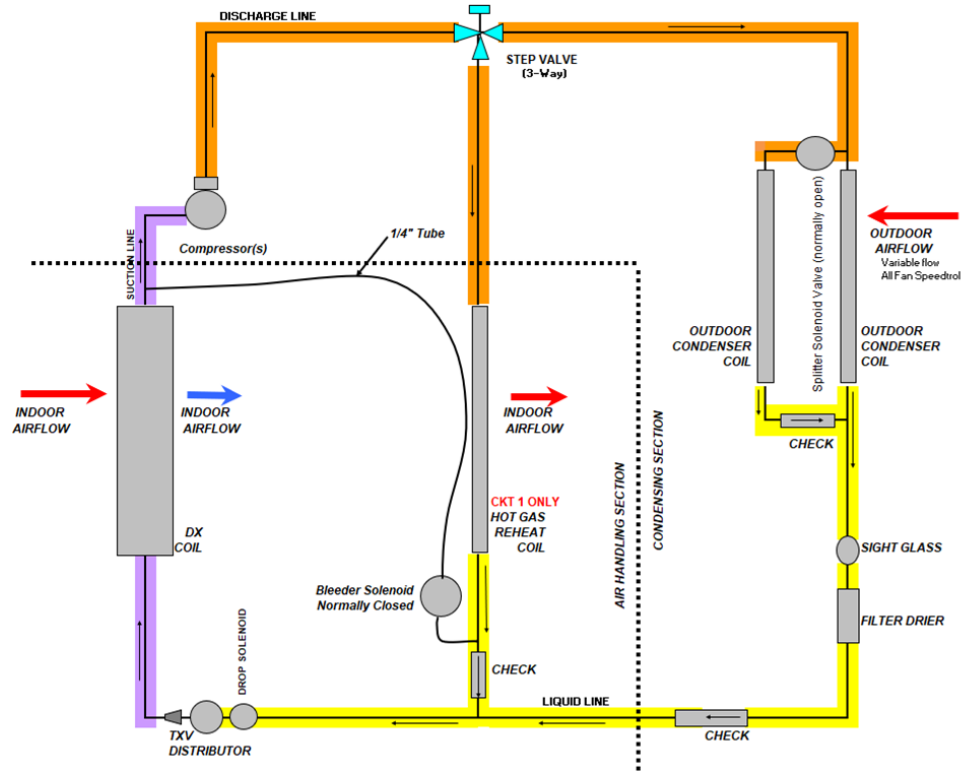 DISCHARGE LINE
STEP VALVE
(3-Way)
1/4" Tube
Compressor(s)
SUCTION LINE
Splitter Solenoid Valve (normally open)
OUTDOOR
AIRFLOW
Variable flow
All Fan Speedtrol
OUTDOOR
CONDENSER
COIL
OUTDOOR
CONDENSER
COIL
INDOOR
AIRFLOW
INDOOR
AIRFLOW
INDOOR
AIRFLOW
CHECK
AIR HANDLING SECTION
CONDENSING SECTION
CKT 1 ONLY
HOT GAS
REHEAT
COIL
DX
COIL
SIGHT GLASS
Bleeder Solenoid
Normally Closed
FILTER DRIER
DROP SOLENOID
CHECK
LIQUID LINE
TXV
DISTRIBUTOR
CHECK